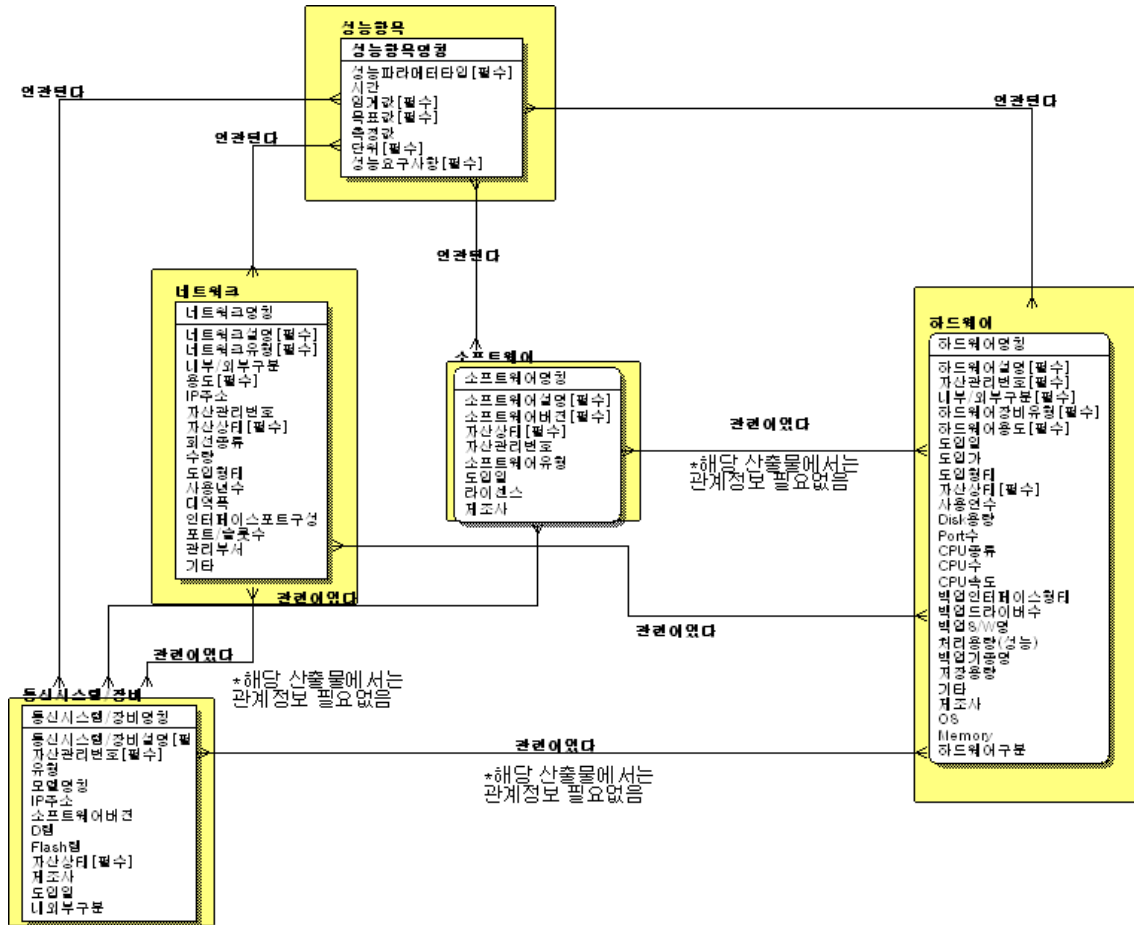 성능항목
성능항목명칭
성능파라메터타입[필수]
시간
임계값[필수]
목표값[필수]
측정값
단위[필수]
성능요구사항[필수]
연관된다
연관된다
연관된다
연관된다
네트워크
네트워크명칭
네트워크설명[필수]
네트워크유형[필수]
내부/외부구분
용도[필수]
IP주소
자산관리번호
자산상태[필수]
회선종류
수량
도입형태
사용년수
대역폭
인터페이스포트구성
포트/슬롯수
관리부서
기타
소프트웨어
소프트웨어명칭
소프트웨어설명[필수]
소프트웨어버전[필수]
자산상태[필수]
자산관리번호
소프트웨어유형
도입일
라이센스
제조사
하드웨어
하드웨어명칭
하드웨어설명[필수]
자산관리번호[필수]
내부/외부구분[필수]
하드웨어장비유형[필수]
하드웨어용도[필수]
도입일
도입가
도입형태
자산상태[필수]
사용연수
Disk용량
Port수
CPU종류
CPU수
CPU속도
백업인터페이스형태
백업드라이버수
백업S/W명
처리용량(성능)
백업기종명
저장용량
기타
제조사
OS
Memory
하드웨어구분
관련이있다
*해당 산출물에서는
관계정보 필요없음
관련이있다
관련이있다
관련이있다
*해당 산출물에서는
관계정보 필요없음
통신시스템/장비
통신시스템/장비명칭
통신시스템/장비설명[필
자산관리번호[필수]
유형
모델명칭
IP주소
소프트웨어버전
D램
Flash램
자산상태[필수]
제조사
도입일
내외부구분
관련이있다
*해당 산출물에서는
관계정보 필요없음